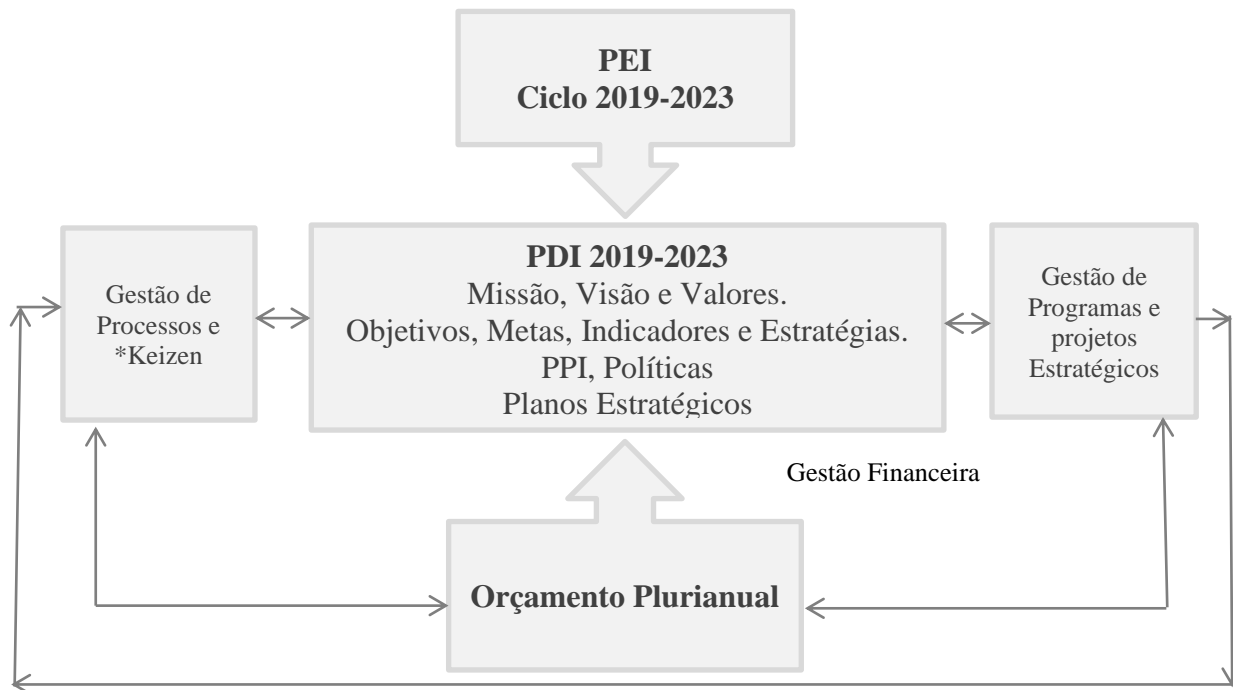 PEI
Ciclo 2019-2023
Gestão de
Processos e
*Keizen
PDI 2019-2023
Missão, Visão e Valores.
Objetivos, Metas, Indicadores e Estratégias.
PPI, Políticas
Planos Estratégicos
Gestão de
Programas e
projetos
Estratégicos
Gestão Financeira
Orçamento Plurianual